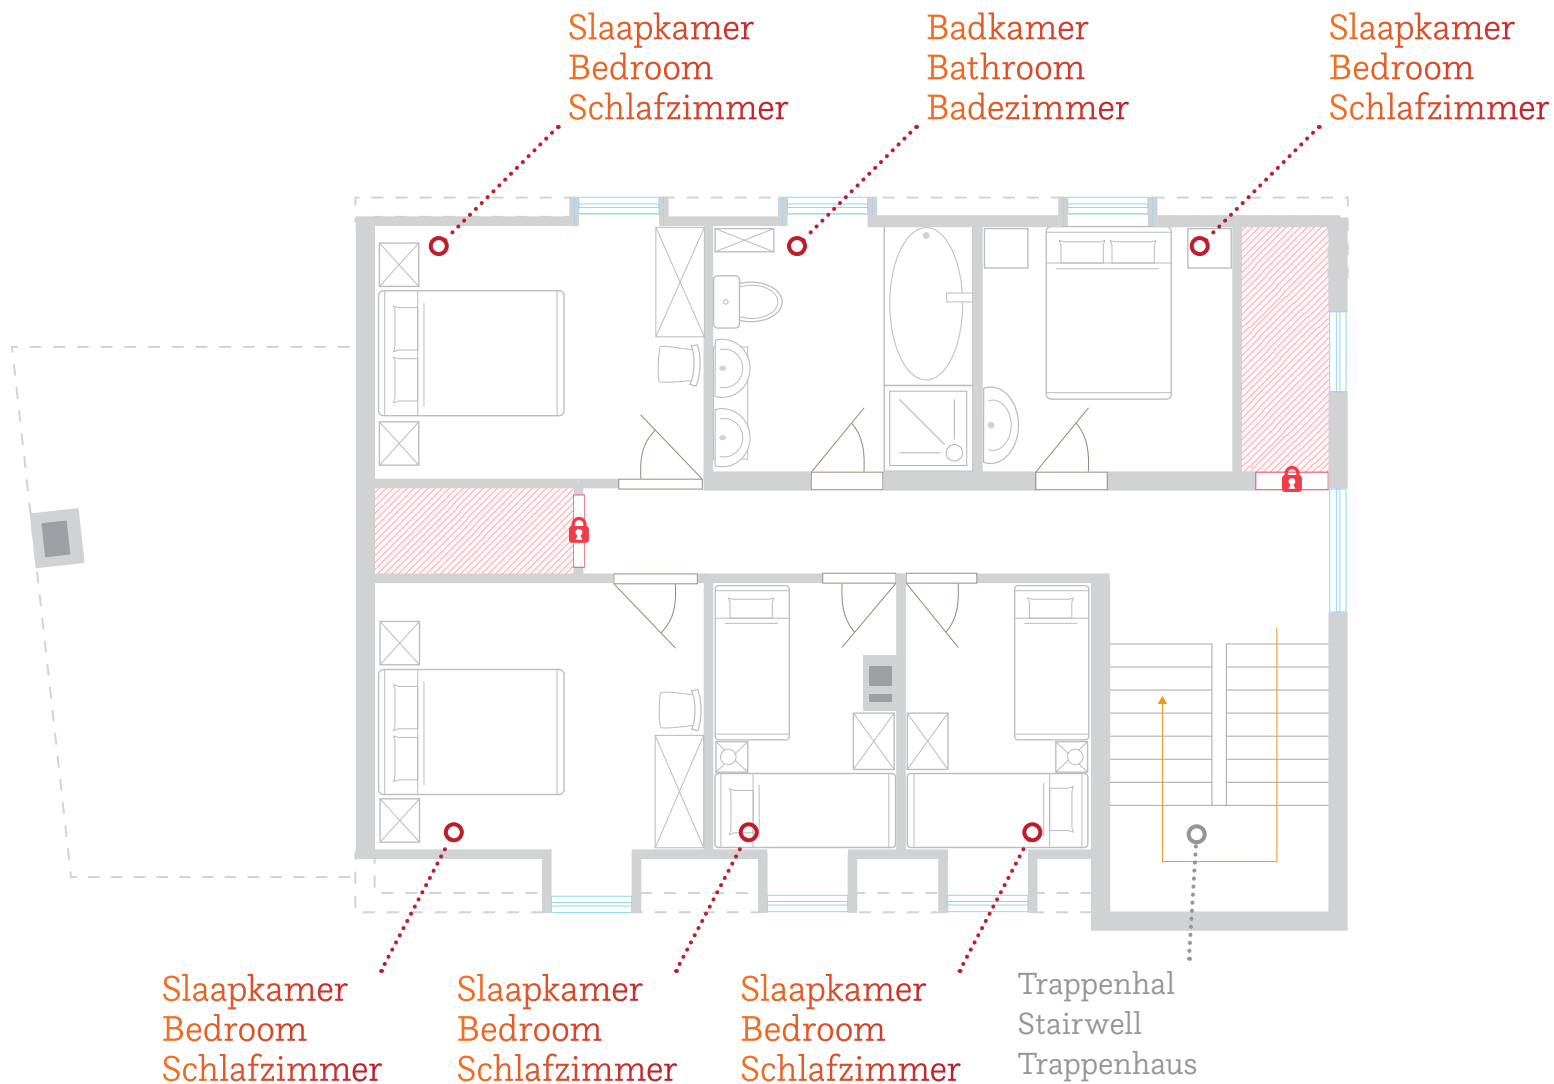 Slaapkamer
Bedroom
Schlafzimmer
Badkamer
Bathroom
Badezimmer
Slaapkamer
Bedroom
Schlafzimmer
Slaapkamer
Bedroom
Schlafzimmer
Slaapkamer
Bedroom
Schlafzimmer
Slaapkamer
Bedroom
Schlafzimmer
Trappenhal
Stairwell
Trappenhaus